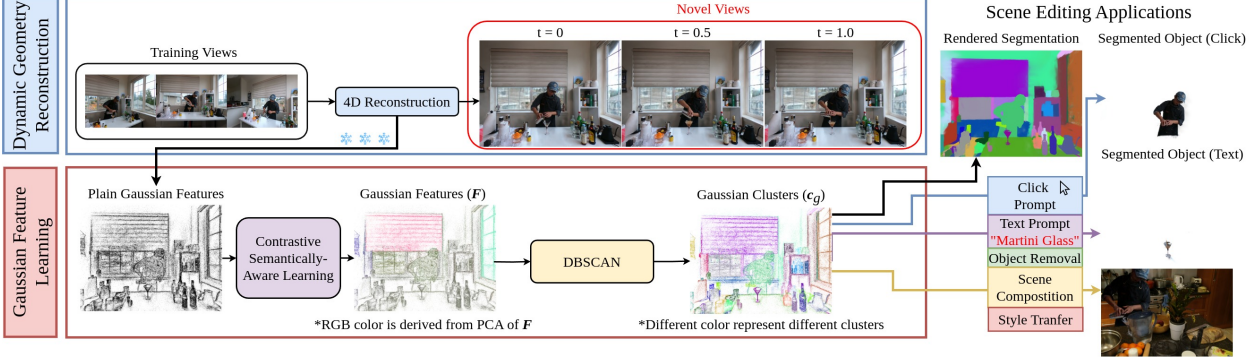 Dynamic Geometry
Reconstruction
Training Views
4D Reconstruction
Novel Views
t = 0
t = 0.5
t = 1.0
Scene Editing Applications
Rendered Segmentation
Segmented Object (Click)
Segmented Object (Text)
Gaussian Feature
Learning
Plain Gaussian Features
Contrastive
Semantically-
Aware Learning
Gaussian Features (F)
*RGB color is derived from PCA of F
DBSCAN
Gaussian Clusters (cg)
*Different color represent different clusters
Click
Prompt
Text Prompt
"Martini Glass"
Object Removal
Scene
Compostition
Style Tranfer